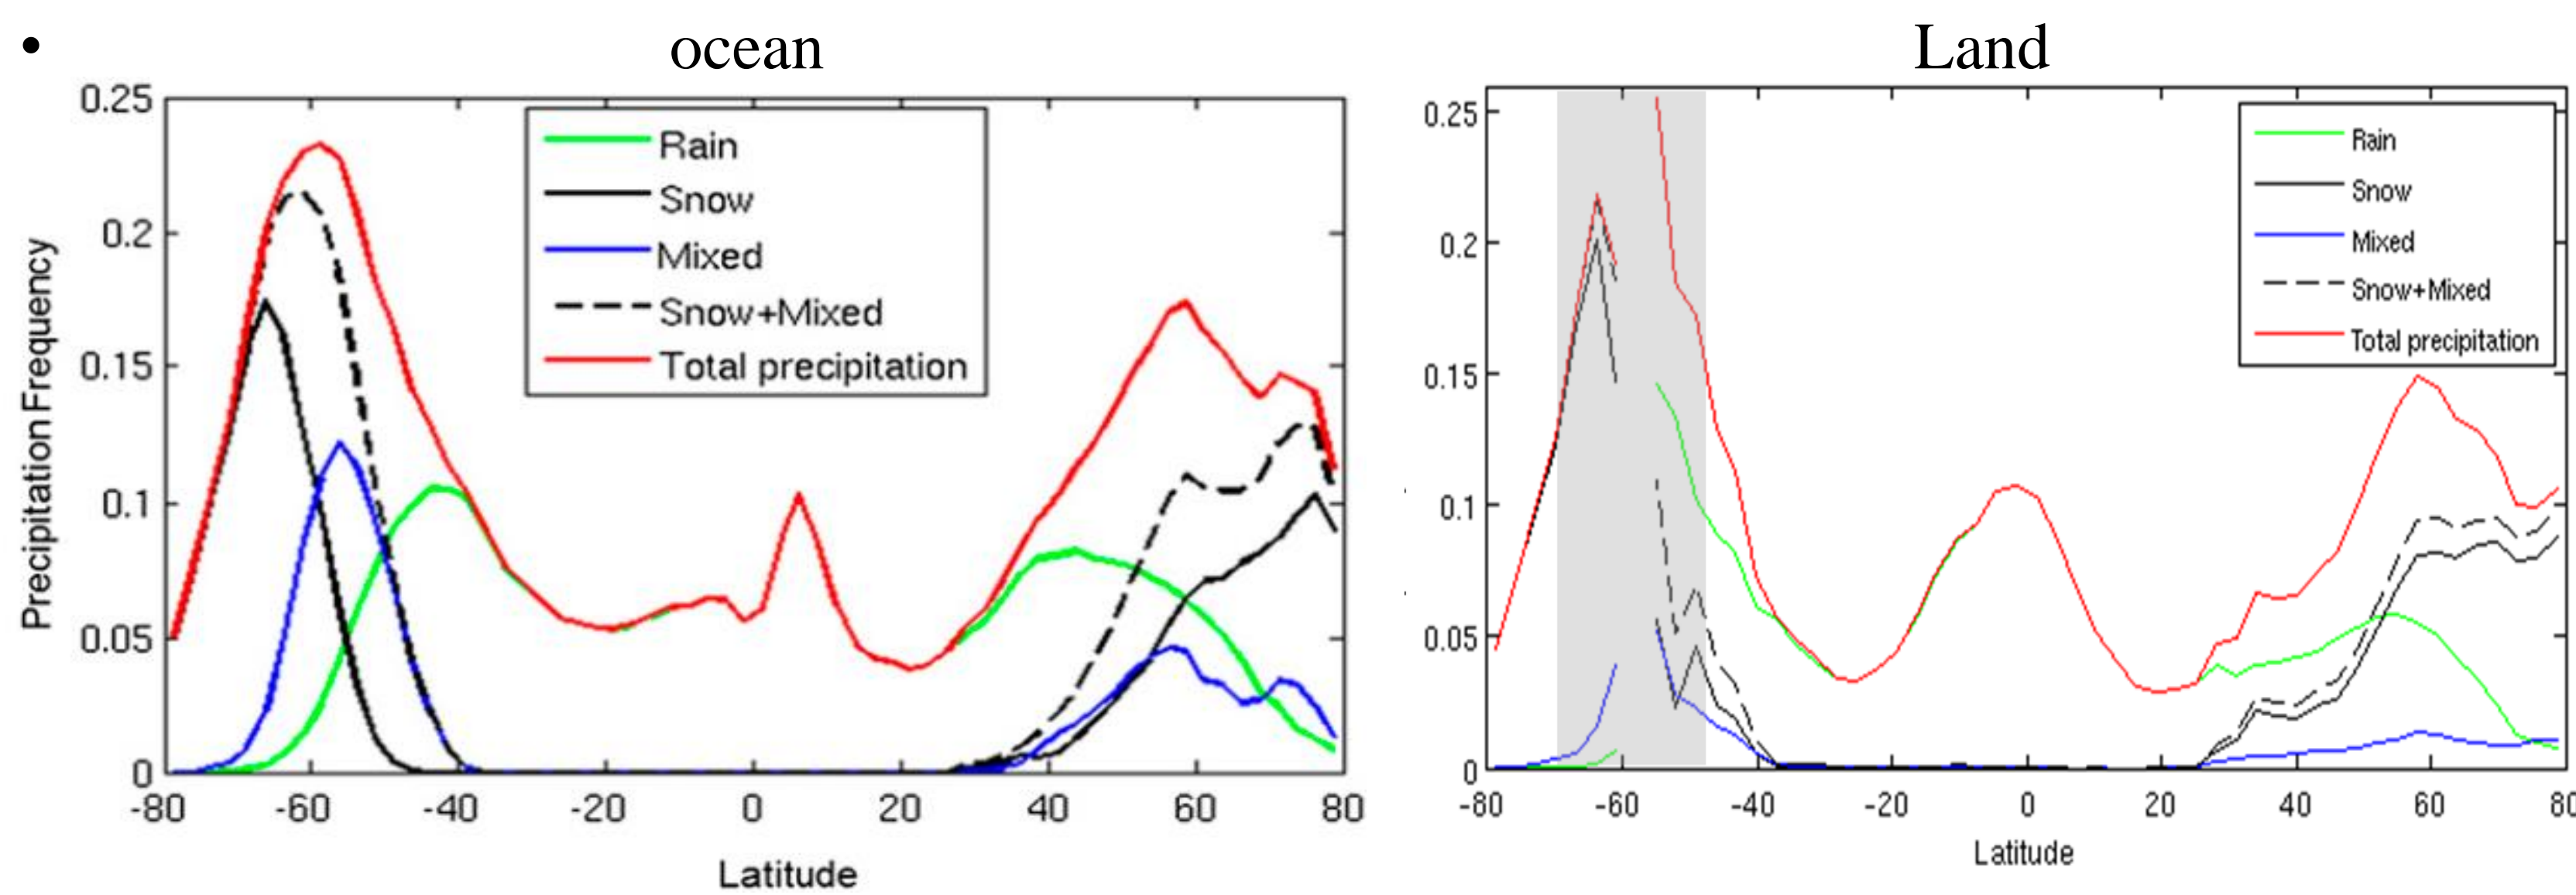 • ocean
Land
Precipitation Frequency
0.25
0.2
0.15
0.1
0.05
0
Rain
Snow
Mixed
Snow+Mixed
Total precipitation
-80 -60 -40 -20 0 20 40 60 80
Latitude
0.25
0.2
0.15
0.1
0.05
0
Rain
Snow
Mixed
Snow+Mixed
Total precipitation
-80 -60 -40 -20 0 20 40 60 80
Latitude